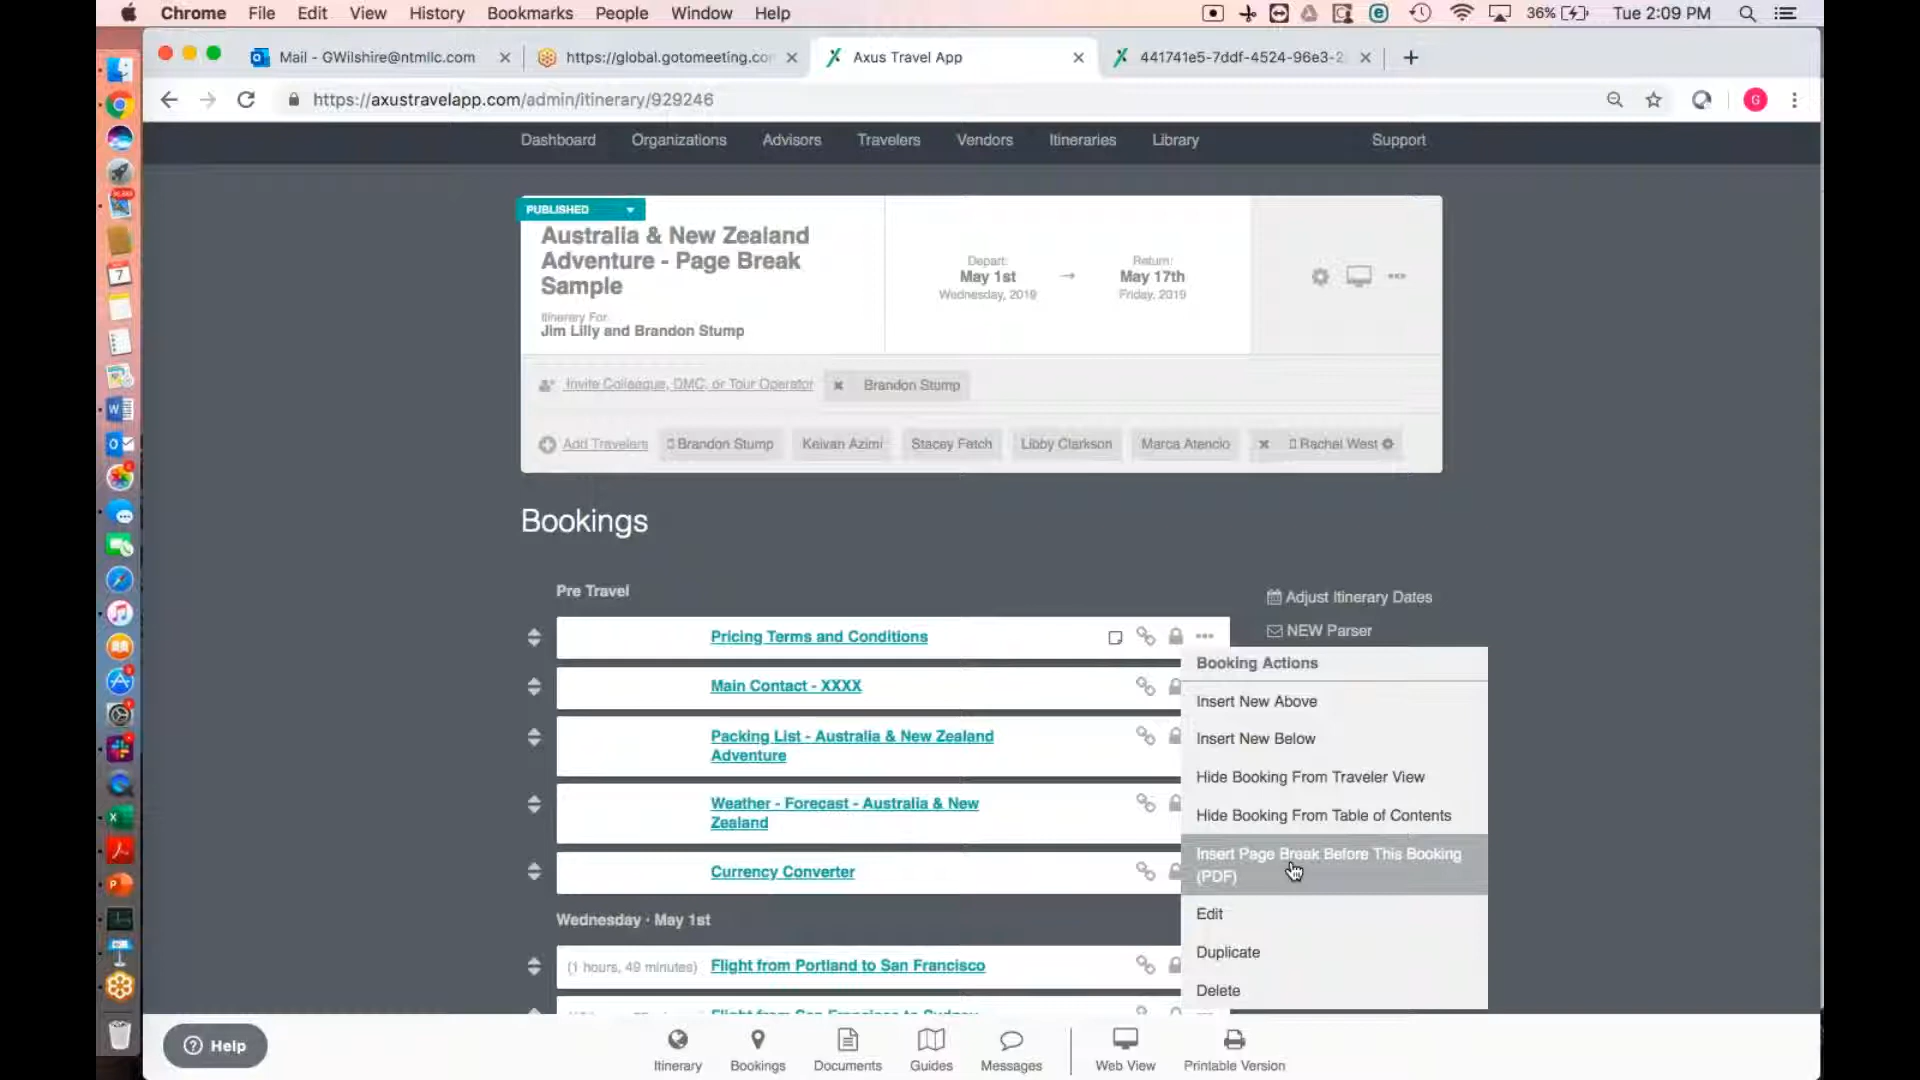 Chrome File Edit View History Bookmarks People Window Help 36% Tue 2:09 PM
Mail - GWilshire@ntmllc.com https://global.gotomeeting.cor Axus Travel App 441741e5-7ddf-4524-96e3-2
https://axustravelapp.com/admin/itinerary/929246 G
Dashboard Organizations Advisors Travelers Vendors Itineraries Library Support
PUBLISHED
Australia & New Zealand
Adventure - Page Break
Sample
Itinerary For:
Jim Lilly and Brandon Stump
Depart:
May 1st
Wednesday, 2019
Return:
May 17th
Friday, 2019
Invite Colleague, DMC, or Tour Operator Brandon Stump
Add Travelers Brandon Stump Keivan Azimi Stacey Fetch Libby Clarkson Marca Atencio Rachel West
Bookings
Pre Travel
Adjust Itinerary Dates
NEW Parser
Pricing Terms and Conditions
Main Contact - XXXX
Packing List - Australia & New Zealand
Adventure
Weather - Forecast - Australia & New
Zealand
Currency Converter
Wednesday · May 1st
(1 hours, 49 minutes) Flight from Portland to San Francisco
Flight from San Francisco to Sydney
Booking Actions
Insert New Above
Insert New Below
Hide Booking From Traveler View
Hide Booking From Table of Contents
Insert Page Break Before This Booking
(PDF)
Edit
Duplicate
Delete
Help
Itinerary Bookings Documents Guides Messages Web View Printable Version